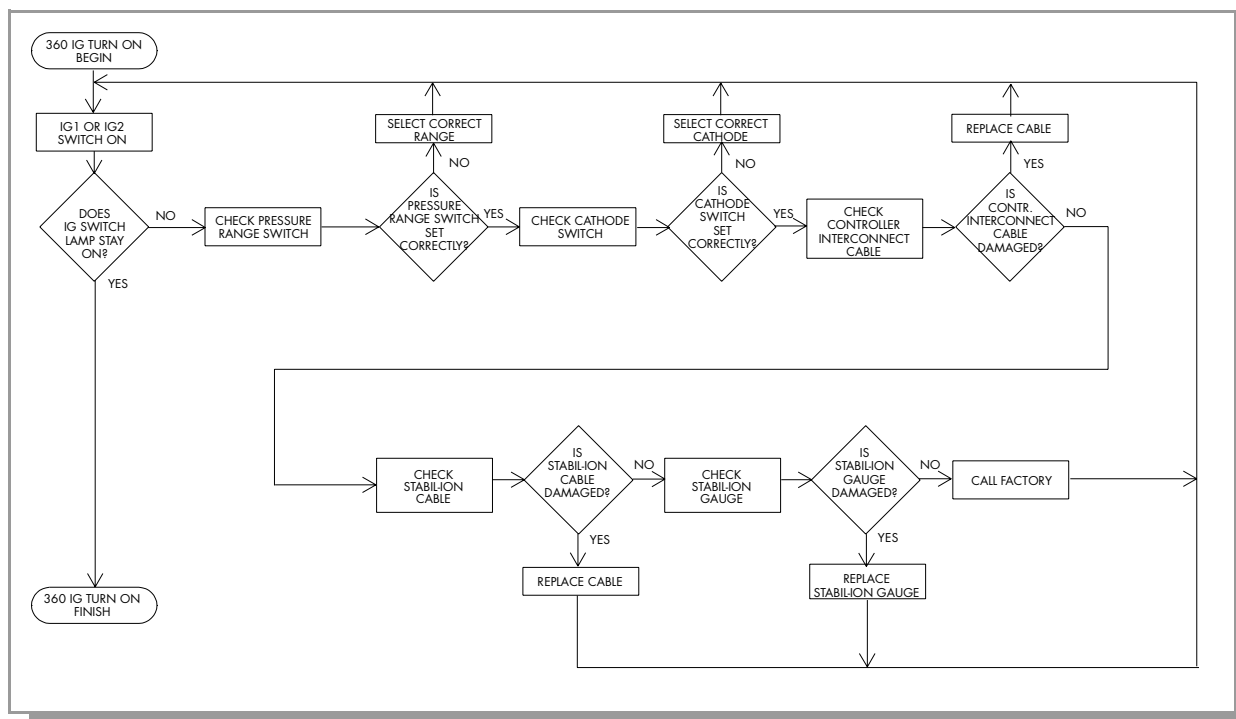 360 IG TURN ON
BEGIN
IG1 OR IG2
SWITCH ON
DOES
IG SWITCH
LAMP STAY
ON?
NO
YES
CHECK PRESSURE
RANGE SWITCH
SELECT CORRECT
RANGE
NO
IS
PRESSURE
RANGE SWITCH
SET
CORRECTLY?
YES
CHECK CATHODE
SWITCH
SELECT CORRECT
CATHODE
NO
IS
CATHODE
SWITCH
SET
CORRECTLY?
YES
CHECK
CONTROLLER
INTERCONNECT
CABLE
REPLACE CABLE
YES
IS
CONTR.
INTERCONNECT
CABLE
DAMAGED?
NO
CHECK
STABIL-ION
CABLE
IS
STABIL-ION
CABLE
DAMAGED?
NO
YES
REPLACE CABLE
CHECK
STABIL-ION
GAUGE
IS
STABIL-ION
GAUGE
DAMAGED?
NO
YES
REPLACE
STABIL-ION GAUGE
CALL FACTORY
360 IG TURN ON
FINISH